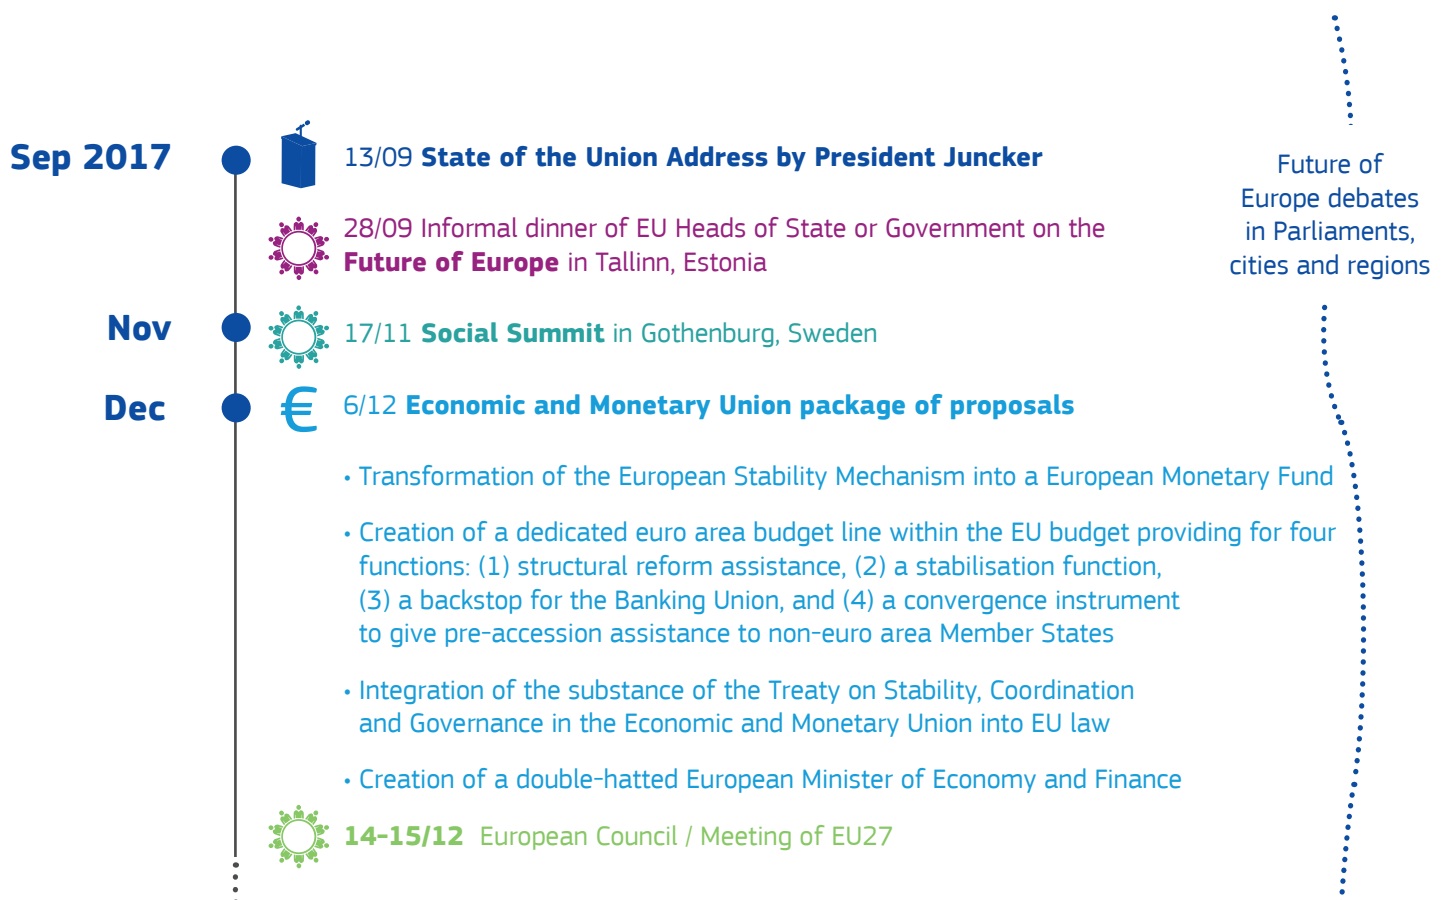 Sep 2017
13/09 State of the Union Address by President Juncker
28/09 Informal dinner of EU Heads of State or Government on the
Future of Europe in Tallinn, Estonia
Nov
17/11 Social Summit in Gothenburg, Sweden
Dec
€
6/12 Economic and Monetary Union package of proposals
• Transformation of the European Stability Mechanism into a European Monetary Fund
• Creation of a dedicated euro area budget line within the EU budget providing for four
functions: (1) structural reform assistance, (2) a stabilisation function,
(3) a backstop for the Banking Union, and (4) a convergence instrument
to give pre-accession assistance to non-euro area Member States
• Integration of the substance of the Treaty on Stability, Coordination
and Governance in the Economic and Monetary Union into EU law
• Creation of a double-hatted European Minister of Economy and Finance
14-15/12 European Council / Meeting of EU27
Future of
Europe debates
in Parliaments,
cities and regions